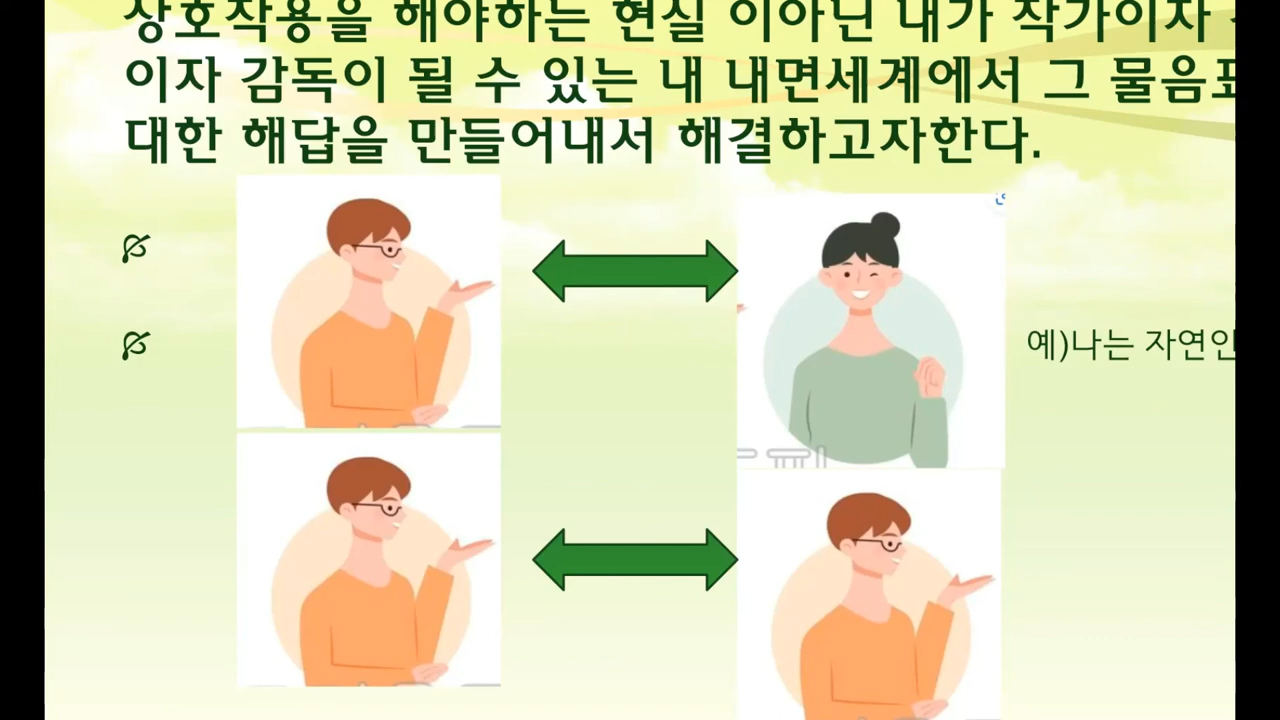 상호작용을 해야하는 현실 이아닌 내가 작가이자
이자 감독이 될 수 있는 내 내면세계에서 그 물음표
대한 해답을 만들어내서 해결하고자한다.
예)나는 자연인